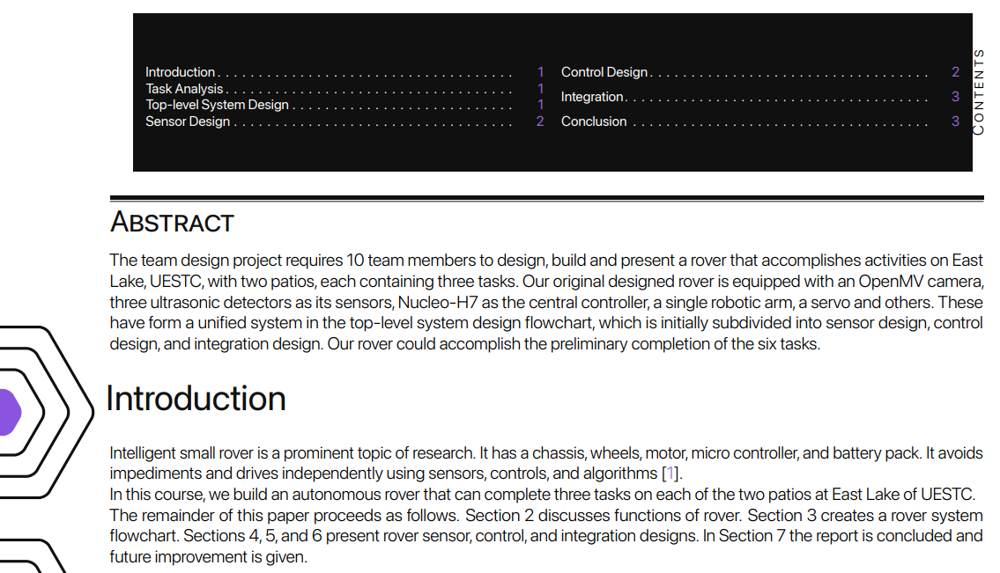 Introduction . . . . . . . . . . . . . . . . . . . . . . . . . . . . . . . . . 1
Task Analysis . . . . . . . . . . . . . . . . . . . . . . . . . . . . . . . . 1
Top-level System Design . . . . . . . . . . . . . . . . . . . . . . . . . 1
Sensor Design . . . . . . . . . . . . . . . . . . . . . . . . . . . . . . . 2
Control Design . . . . . . . . . . . . . . . . . . . . . . . . . . . . . . . 2
Integration . . . . . . . . . . . . . . . . . . . . . . . . . . . . . . . . . . 3
Conclusion . . . . . . . . . . . . . . . . . . . . . . . . . . . . . . . . . 3
CONTENTS
ABSTRACT
The team design project requires 10 team members to design, build and present a rover that accomplishes activities on East
Lake, UESTC, with two patios, each containing three tasks. Our original designed rover is equipped with an OpenMV camera,
three ultrasonic detectors as its sensors, Nucleo-H7 as the central controller, a single robotic arm, a servo and others. These
have form a unified system in the top-level system design flowchart, which is initially subdivided into sensor design, control
design, and integration design. Our rover could accomplish the preliminary completion of the six tasks.
Introduction
Intelligent small rover is a prominent topic of research. It has a chassis, wheels, motor, micro controller, and battery pack. It avoids
impediments and drives independently using sensors, controls, and algorithms [1].
In this course, we build an autonomous rover that can complete three tasks on each of the two patios at East Lake of UESTC.
The remainder of this paper proceeds as follows. Section 2 discusses functions of rover. Section 3 creates a rover system
flowchart. Sections 4, 5, and 6 present rover sensor, control, and integration designs. In Section 7 the report is concluded and
future improvement is given.